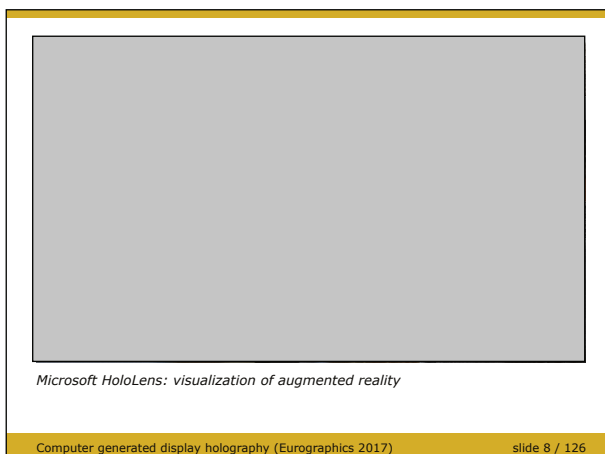 Microsoft HoloLens: visualization of augmented reality
Computer generated display holography (Eurographics 2017) slide 8 / 126